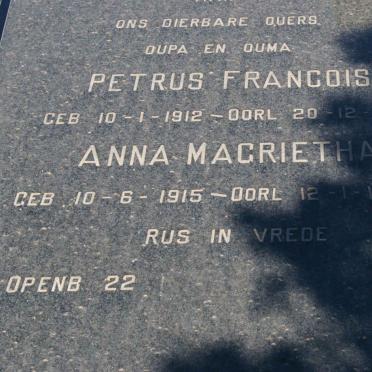 ONS DIERBARE OUERS
OUPA EN OUMA
PETRUS FRANCOIS
GEB 10-1-1912 — OORL 20-12
ANNA MAGRIETHA
GEB 10-6-1915 — OORL 12-1-1
RUS IN VREDE
OPENB 22